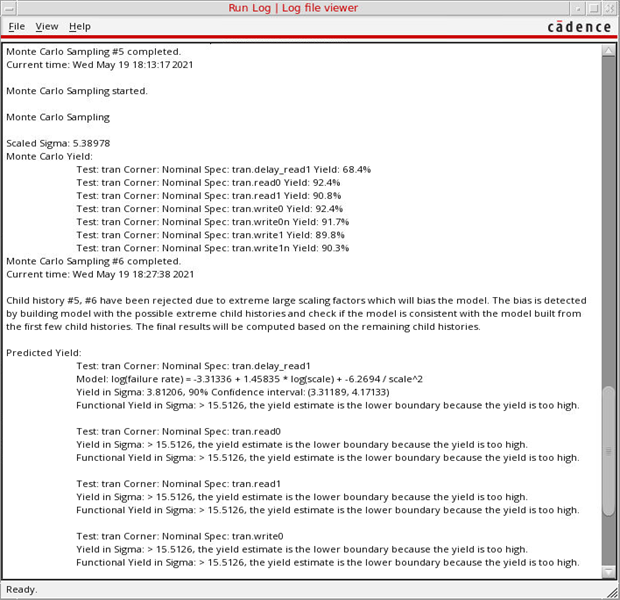 Run Log | Log file viewer
File View Help
cādence
Monte Carlo Sampling #5 completed.
Current time: Wed May 19 18:13:17 2021
Monte Carlo Sampling started.
Monte Carlo Sampling
Scaled Sigma: 5.38978
Monte Carlo Yield:
Test: tran Corner: Nominal Spec: tran.delay_read1 Yield: 68.4%
Test: tran Corner: Nominal Spec: tran.read0 Yield: 92.4%
Test: tran Corner: Nominal Spec: tran.read1 Yield: 90.8%
Test: tran Corner: Nominal Spec: tran.write0 Yield: 92.4%
Test: tran Corner: Nominal Spec: tran.write0n Yield: 91.7%
Test: tran Corner: Nominal Spec: tran.write1 Yield: 89.8%
Test: tran Corner: Nominal Spec: tran.write1n Yield: 90.3%
Monte Carlo Sampling #6 completed.
Current time: Wed May 19 18:27:38 2021
Child history #5, #6 have been rejected due to extreme large scaling factors which will bias the model. The bias is detected
by building model with the possible extreme child histories and check if the model is consistent with the model built from
the first few child histories. The final results will be computed based on the remaining child histories.
Predicted Yield:
Test: tran Corner: Nominal Spec: tran.delay_read1
Model: log(failure rate) = -3.31336 + 1.45835 * log(scale) + -6.2694 / scale^2
Yield in Sigma: 3.81206, 90% Confidence interval: (3.31189, 4.17133)
Functional Yield in Sigma: > 15.5126, the yield estimate is the lower boundary because the yield is too high.
Test: tran Corner: Nominal Spec: tran.read0
Yield in Sigma: > 15.5126, the yield estimate is the lower boundary because the yield is too high.
Functional Yield in Sigma: > 15.5126, the yield estimate is the lower boundary because the yield is too high.
Test: tran Corner: Nominal Spec: tran.read1
Yield in Sigma: > 15.5126, the yield estimate is the lower boundary because the yield is too high.
Functional Yield in Sigma: > 15.5126, the yield estimate is the lower boundary because the yield is too high.
Test: tran Corner: Nominal Spec: tran.write0
Yield in Sigma: > 15.5126, the yield estimate is the lower boundary because the yield is too high.
Functional Yield in Sigma: > 15.5126, the yield estimate is the lower boundary because the yield is too high.
Ready.